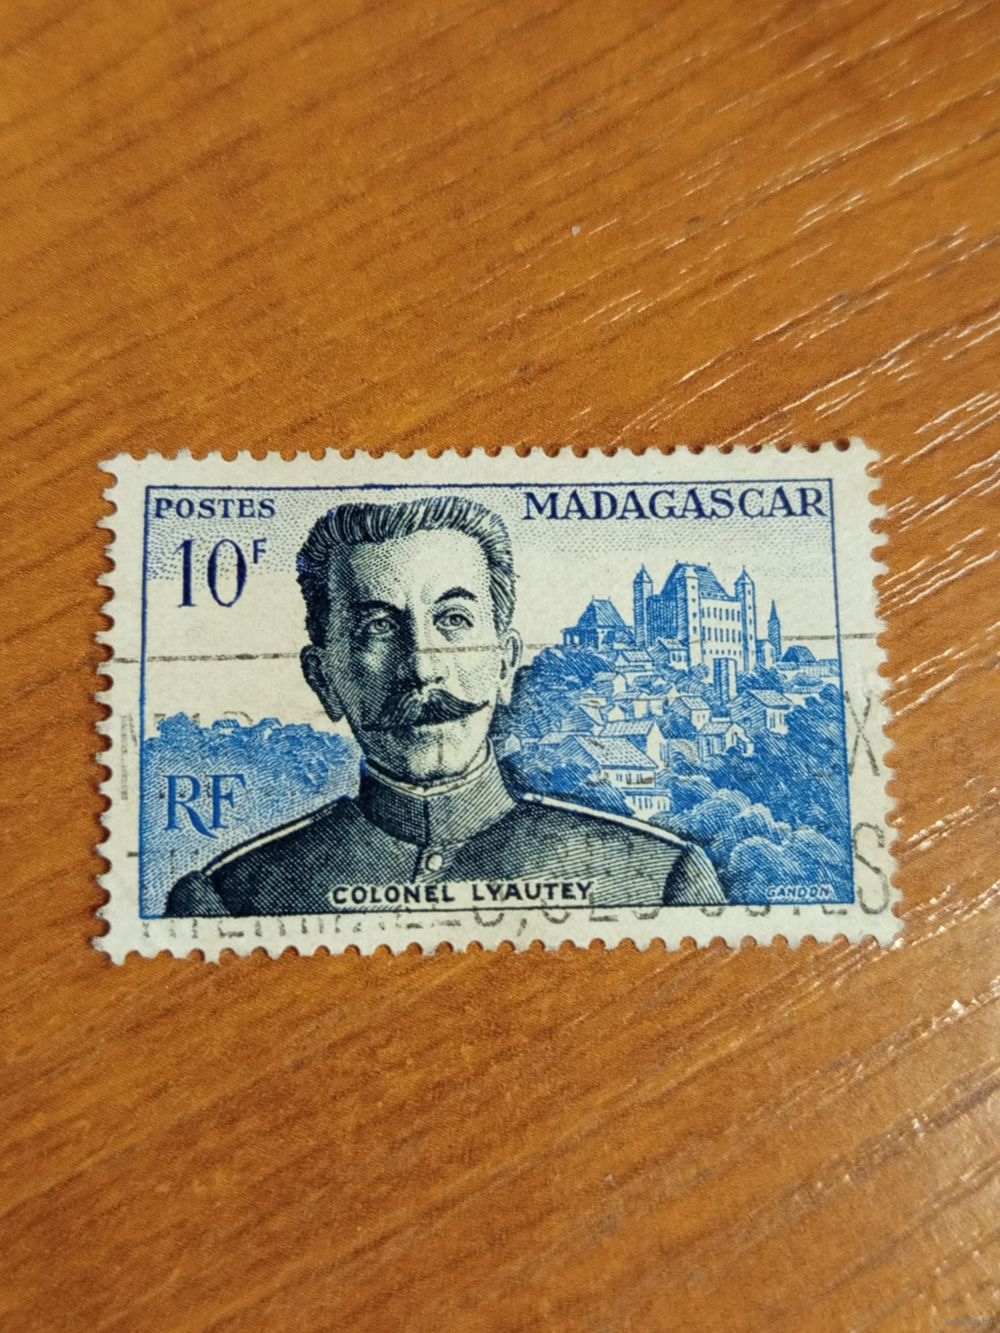 POSTES
MADAGASCAR
10F
RF
COLONEL LYAUTEY
GANDON